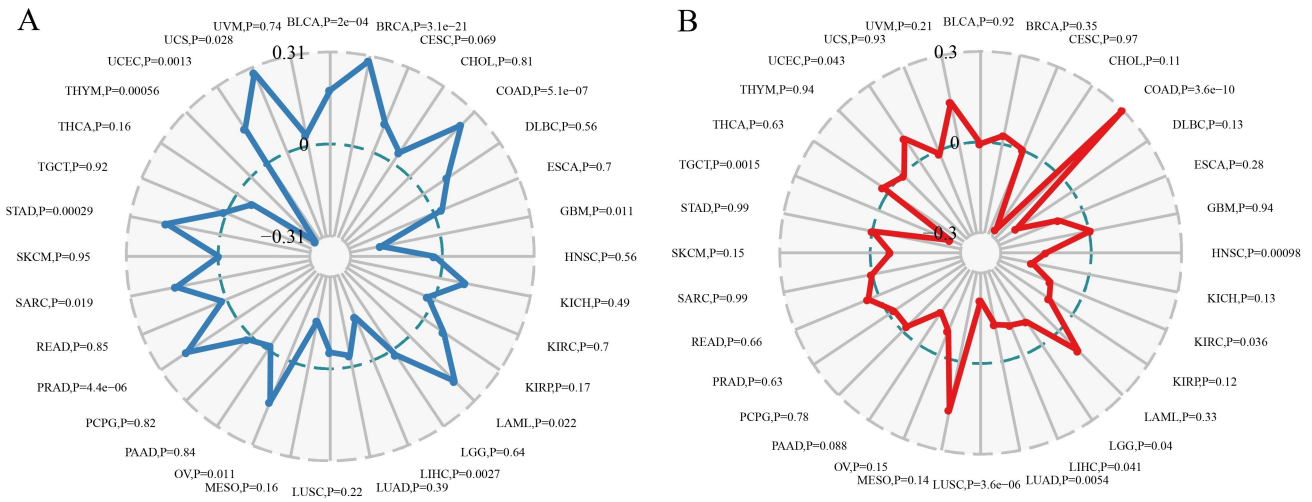 A
BLCA,P=2e−04
BRCA,P=3.1e−21
CESC,P=0.069
CHOL,P=0.81
COAD,P=5.1e−07
DLBC,P=0.56
ESCA,P=0.7
GBM,P=0.011
HNSC,P=0.56
KICH,P=0.49
KIRC,P=0.7
KIRP,P=0.17
LAML,P=0.022
LGG,P=0.64
LIHC,P=0.0027
LUAD,P=0.39
LUSC,P=0.22
MESO,P=0.16
OV,P=0.011
PAAD,P=0.84
PCPG,P=0.82
PRAD,P=4.4e−06
READ,P=0.85
SARC,P=0.019
SKCM,P=0.95
STAD,P=0.00029
TGCT,P=0.92
THCA,P=0.16
THYM,P=0.00056
UCEC,P=0.0013
UCS,P=0.028
UVM,P=0.74
0.31
0
−0.31
B
BLCA,P=0.92
BRCA,P=0.35
CESC,P=0.97
CHOL,P=0.11
COAD,P=3.6e−10
DLBC,P=0.13
ESCA,P=0.28
GBM,P=0.94
HNSC,P=0.00098
KICH,P=0.13
KIRC,P=0.036
KIRP,P=0.12
LAML,P=0.33
LGG,P=0.04
LIHC,P=0.041
LUAD,P=0.0054
LUSC,P=3.6e−06
MESO,P=0.14
OV,P=0.15
PAAD,P=0.088
PCPG,P=0.78
PRAD,P=0.63
READ,P=0.66
SARC,P=0.99
SKCM,P=0.15
STAD,P=0.99
TGCT,P=0.0015
THCA,P=0.63
THYM,P=0.94
UCEC,P=0.043
UCS,P=0.93
UVM,P=0.21
0.3
0
−0.3